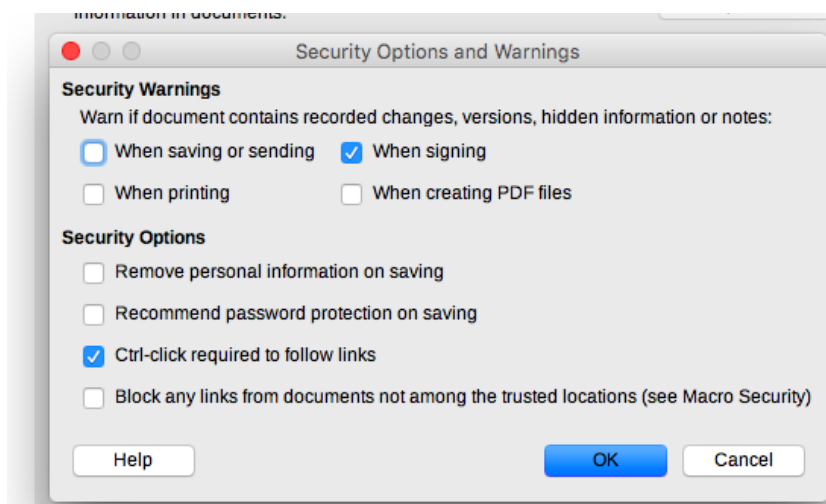 information in documents.
Security Options and Warnings
Security Warnings
Warn if document contains recorded changes, versions, hidden information or notes:
When saving or sending When signing
When printing When creating PDF files
Security Options
Remove personal information on saving
Recommend password protection on saving
Ctrl-click required to follow links
Block any links from documents not among the trusted locations (see Macro Security)
Help OK Cancel